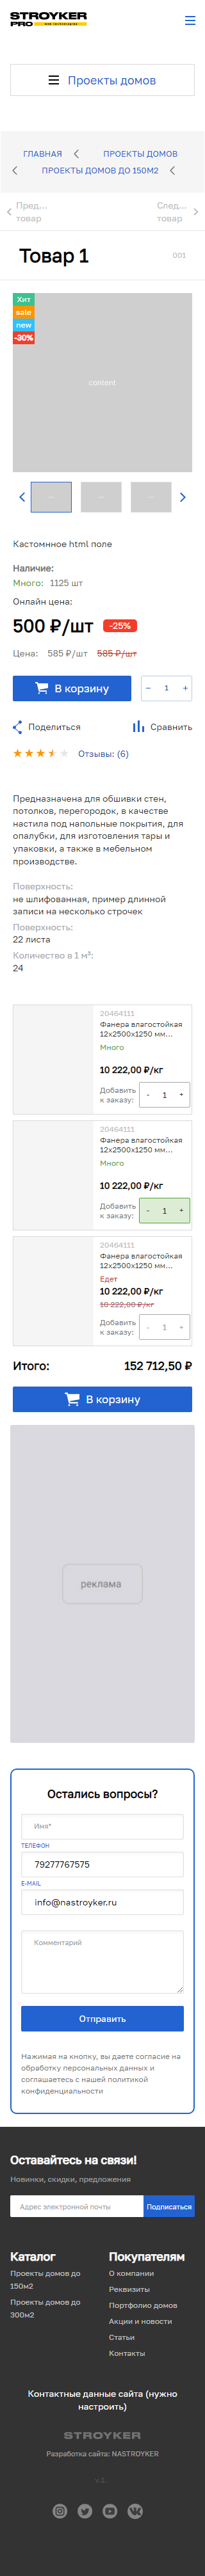 STROYKER
PRO
Проекты домов
ГЛАВНАЯ
ПРОЕКТЫ ДОМОВ
ПРОЕКТЫ ДОМОВ ДО 150М2
Пред... товар
След... товар
Товар 1
001
Хит
sale
new
-30%
content
Кастомнное html поле
Наличие:
Много: 1125 шт
Онлайн цена:
500 ₽/шт
-25%
Цена: 585 ₽/шт 585 ₽/шт
В корзину
− 1 +
Поделиться
Сравнить
Отзывы: (6)
Предназначена для обшивки стен,
потолков, перегородок, в качестве
настила под напольные покрытия, для
опалубки, для изготовления тары и
упаковки, а также в мебельном
производстве.
Поверхность:
не шлифованная, пример длинной
записи на несколько строчек
Поверхность:
22 листа
Количество в 1 м³:
24
20464111
Фанера влагостойкая
12x2500x1250 мм...
Много
10 222,00 ₽/кг
Добавить
к заказу:
- 1 +
20464111
Фанера влагостойкая
12x2500x1250 мм...
Много
10 222,00 ₽/кг
Добавить
к заказу:
- 1 +
20464111
Фанера влагостойкая
12x2500x1250 мм...
Едет
10 222,00 ₽/кг
10 222,00 ₽/кг
Добавить
к заказу:
- 1 +
Итого: 152 712,50 ₽
В корзину
реклама
Остались вопросы?
Имя*
ТЕЛЕФОН
79277767575
E-MAIL
info@nastroyker.ru
Комментарий
Отправить
Нажимая на кнопку, вы даете согласие на
обработку персональных данных и
соглашаетесь с нашей политикой
конфиденциальности
Оставайтесь на связи!
Новинки, скидки, предложения
Адрес электронной почты
Подписаться
Каталог
Проекты домов до
150м2
Проекты домов до
300м2
Покупателям
О компании
Реквизиты
Портфолио домов
Акции и новости
Статьи
Контакты
Контактные данные сайта (нужно
настроить)
STROYKER
Разработка сайта: NASTROYKER